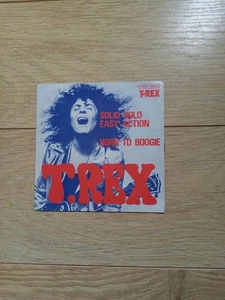 T.REX
SOLID GOLD
EASY ACTION
BORN TO BOOGIE
T.REX